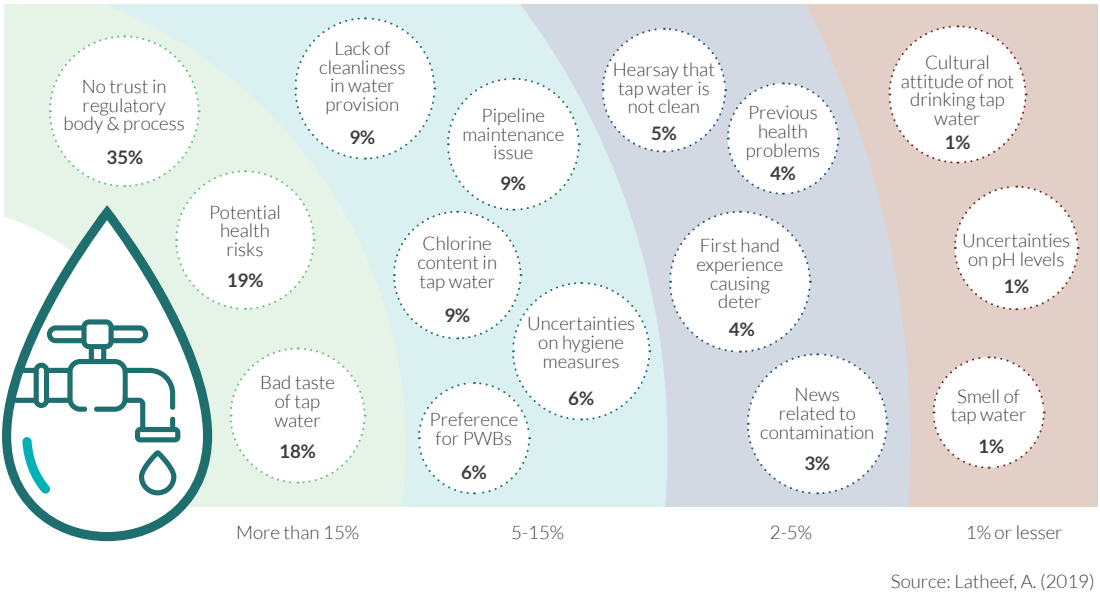 No trust in
regulatory
body & process
35%
Potential
health
risks
19%
Bad taste
of tap
water
18%
Lack of
cleanliness
in water
provision
9%
Pipeline
maintenance
issue
9%
Chlorine
content in
tap water
9%
Uncertainties
on hygiene
measures
6%
Preference
for PWBs
6%
Hearsay that
tap water is
not clean
5%
Previous
health
problems
4%
First hand
experience
causing
deter
4%
News
related to
contamination
3%
Cultural
attitude of not
drinking tap
water
1%
Uncertainties
on pH levels
1%
Smell of
tap water
1%
More than 15%
5-15%
2-5%
1% or lesser
Source: Latheef, A. (2019)